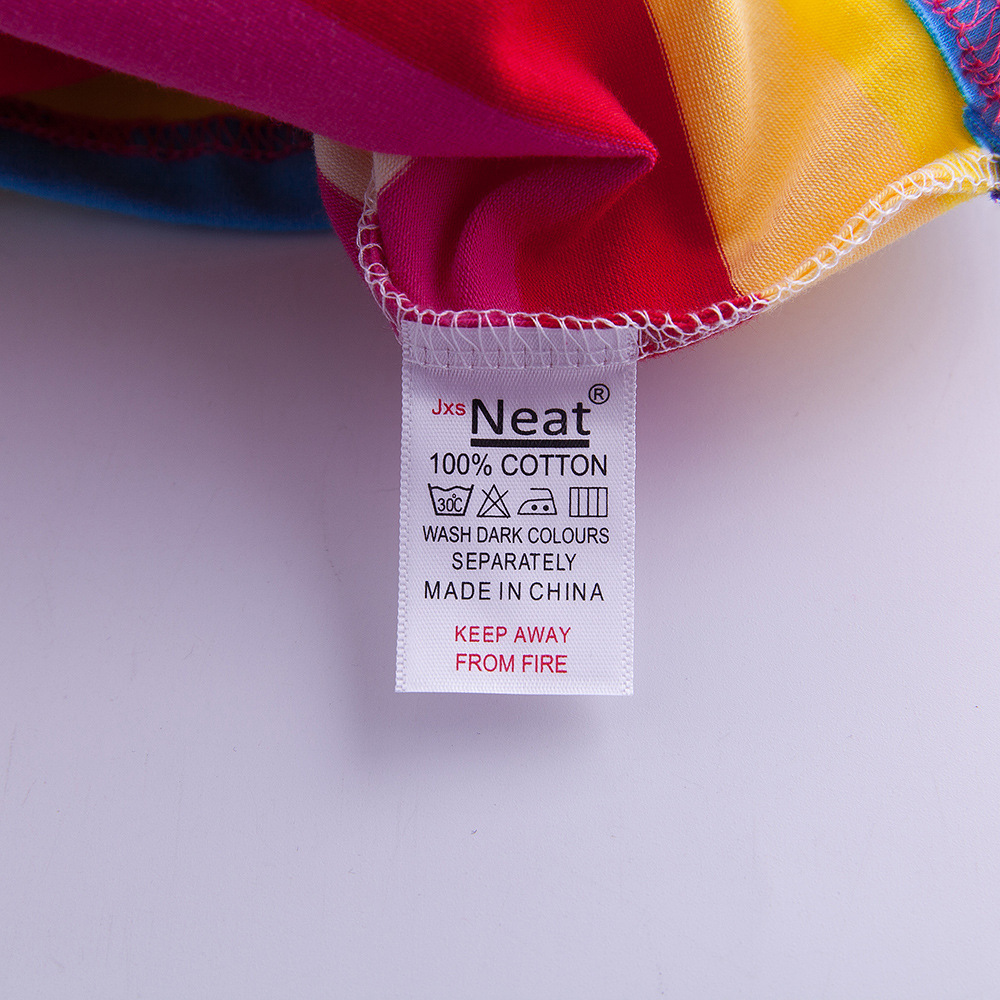 Jxs Neat®
100% COTTON
30℃
WASH DARK COLOURS
SEPARATELY
MADE IN CHINA
KEEP AWAY
FROM FIRE